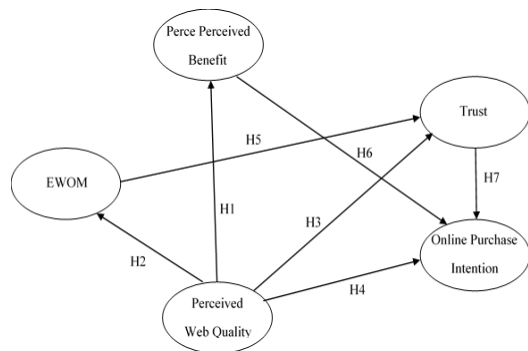 Perce Perceived
Benefit
Trust
H5
H6
EWOM
H7
H1
H3
Online Purchase
Intention
H2
H4
Perceived
Web Quality